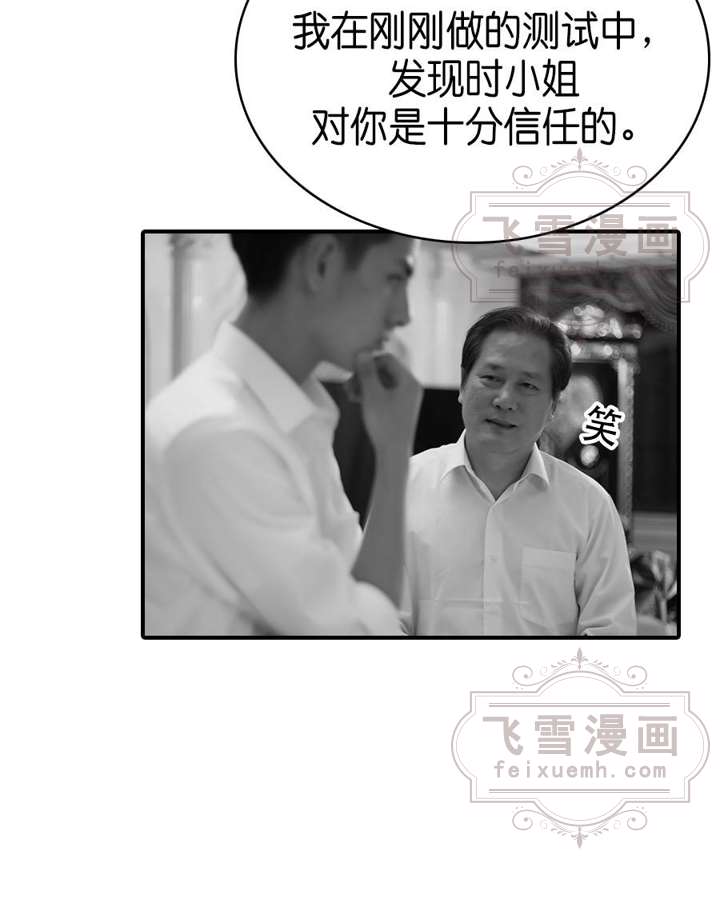 我在刚刚做的测试中，
发现时小姐
对你是十分信任的。
飞雪漫画
feixuemh.com
笑
飞雪漫画
feixuemh.com